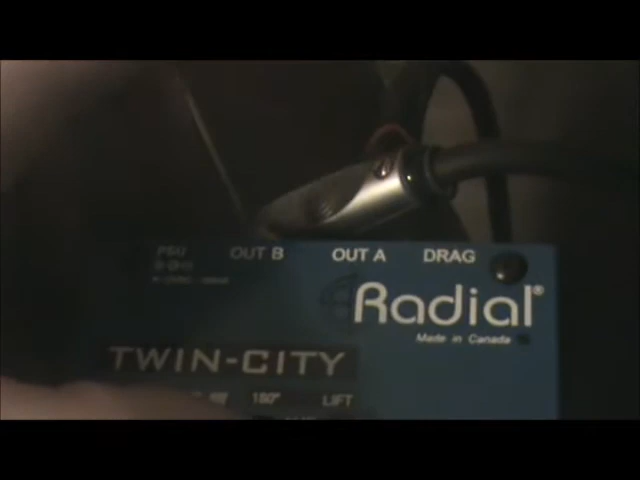 PSU OUT B OUT A DRAG
Radial®
Made in Canada
TWIN-CITY
180° LIFT